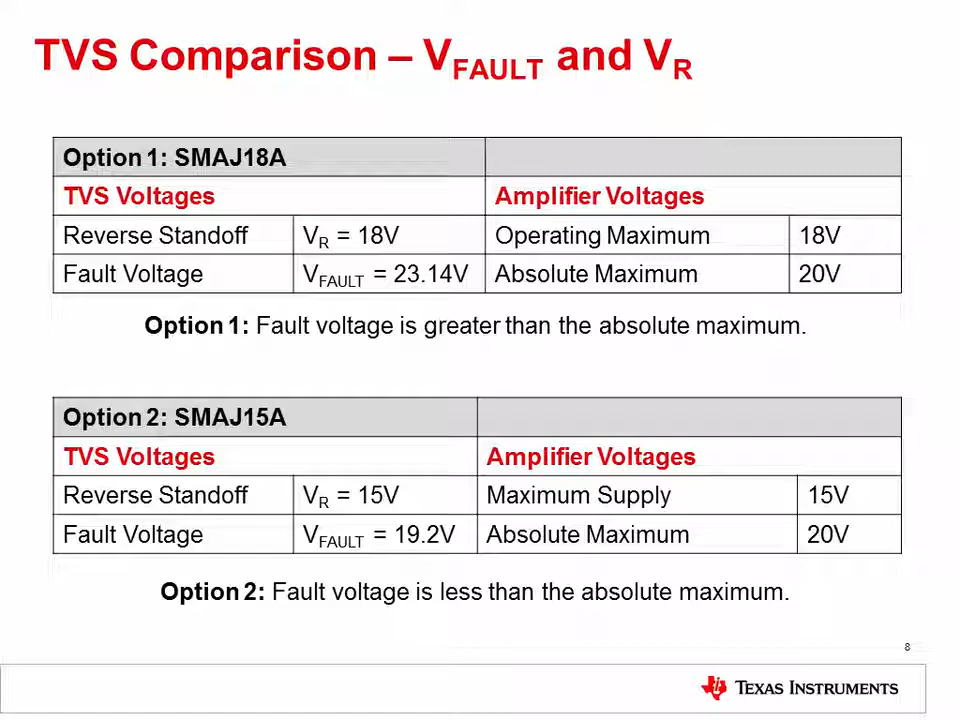 TVS Comparison – VFAULT and VR
Option 1: SMAJ18A
TVS Voltages Amplifier Voltages
Reverse Standoff VR = 18V Operating Maximum 18V
Fault Voltage VFAULT = 23.14V Absolute Maximum 20V
Option 1: Fault voltage is greater than the absolute maximum.
Option 2: SMAJ15A
TVS Voltages Amplifier Voltages
Reverse Standoff VR = 15V Maximum Supply 15V
Fault Voltage VFAULT = 19.2V Absolute Maximum 20V
Option 2: Fault voltage is less than the absolute maximum.
8
TEXAS INSTRUMENTS